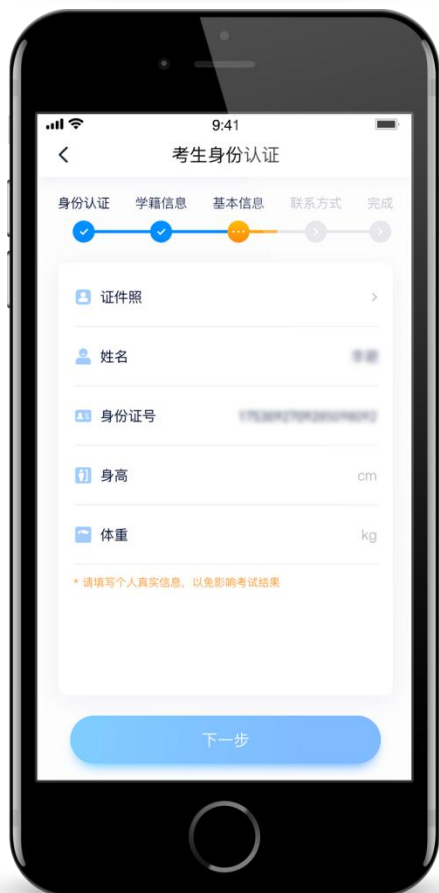 9:41
考生身份认证
身份认证 学籍信息 基本信息 联系方式 完成
证件照
姓名
身份证号
身高 cm
体重 kg
* 请填写个人真实信息，以免影响考试结果
下一步